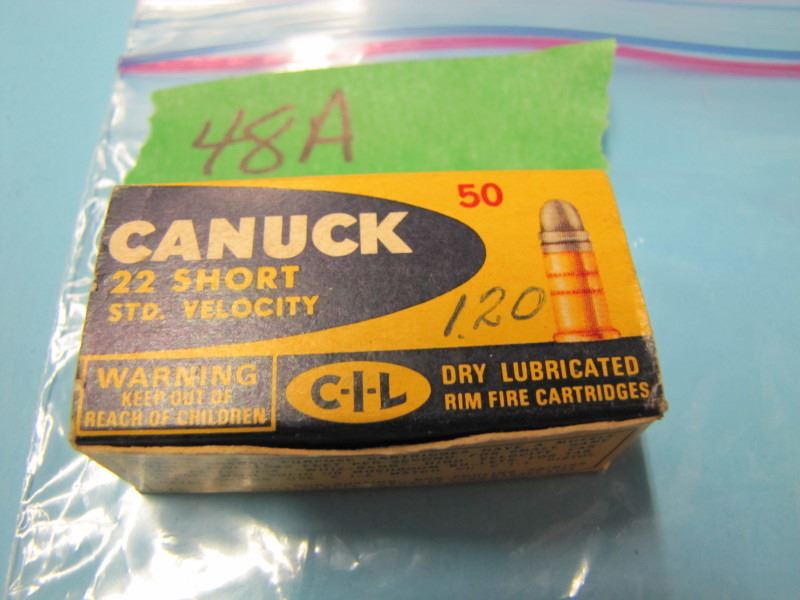 48A
50
CANUCK
22 SHORT
STD. VELOCITY
1.20
WARNING
KEEP OUT OF
REACH OF CHILDREN
C-I-L
DRY LUBRICATED
RIM FIRE CARTRIDGES